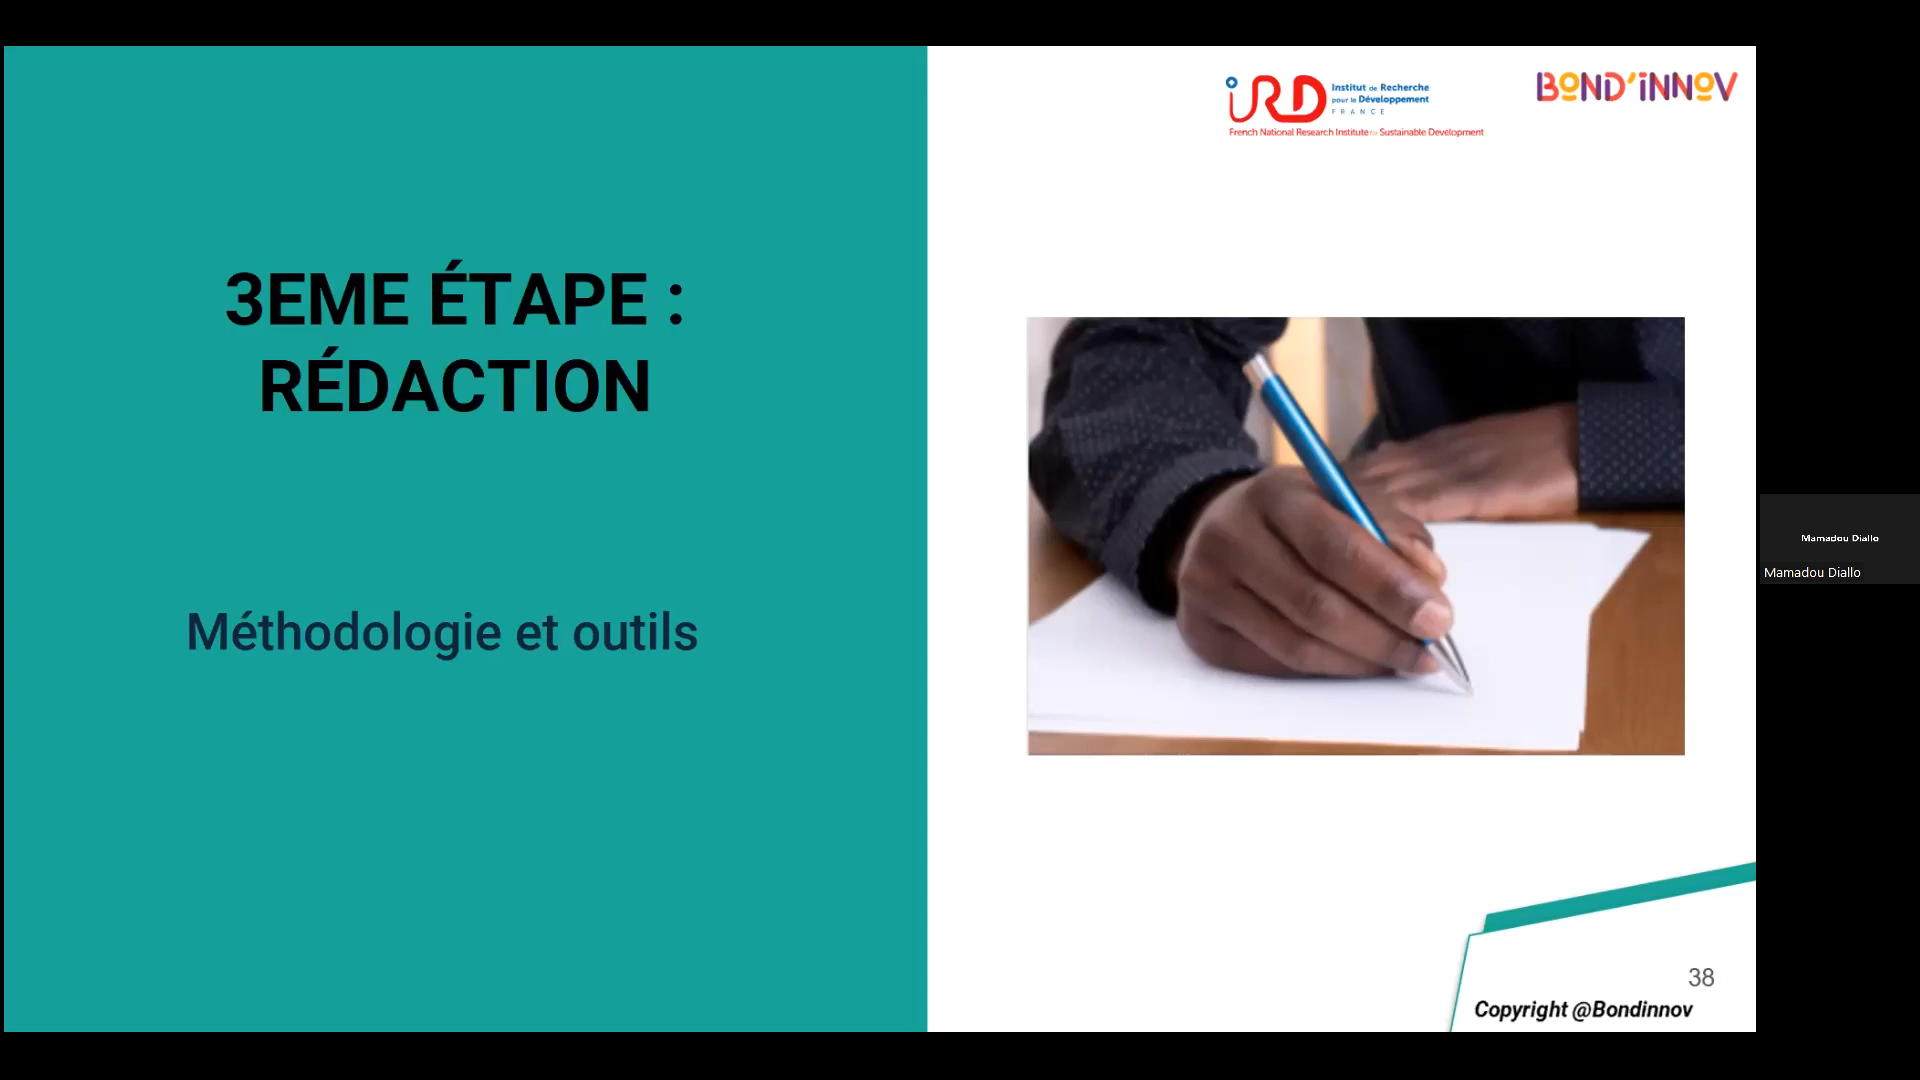 3EME ÉTAPE :
RÉDACTION
Méthodologie et outils
iRD
Institut de Recherche
pour le Développement
FRANCE
French National Research Institute for Sustainable Development
BOND'iNNOV
38
Copyright @Bondinnov
Mamadou Diallo
Mamadou Diallo